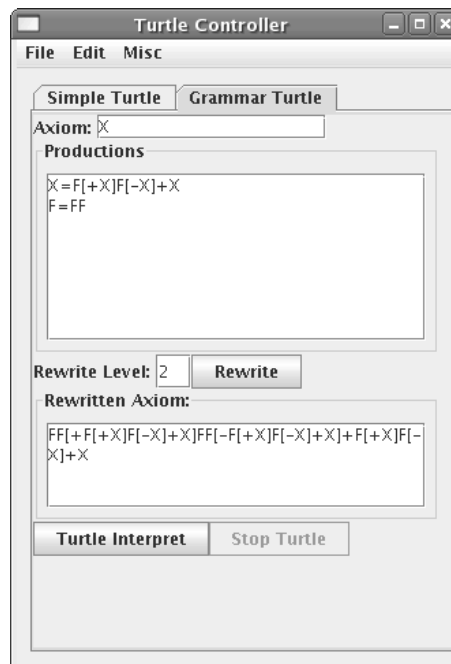 Turtle Controller
File Edit Misc
Simple Turtle Grammar Turtle
Axiom: X
Productions
X=F[+X]F[-X]+X
F=FF
Rewrite Level: 2 Rewrite
Rewritten Axiom:
FF[+F[+X]F[-X]+X]FF[-F[+X]F[-X]+X]+F[+X]F[-
X]+X
Turtle Interpret Stop Turtle